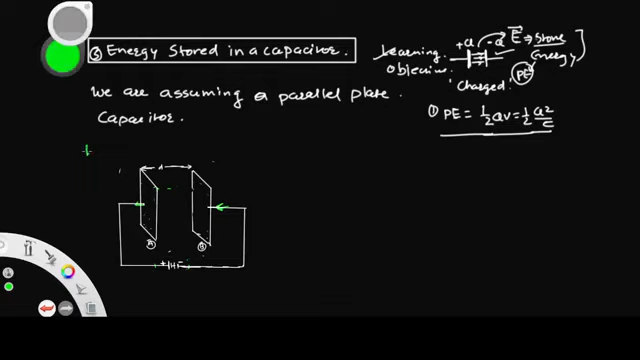 ③ Energy Stored in a capacitor.
We are assuming a parallel plate
Capacitor.
Learning
Objective
+Q -Q E⃗ ⇒ Store
Energy
PE
'Charged'
① PE = 1/2 QV = 1/2 Q²/C
d
A B
+ -